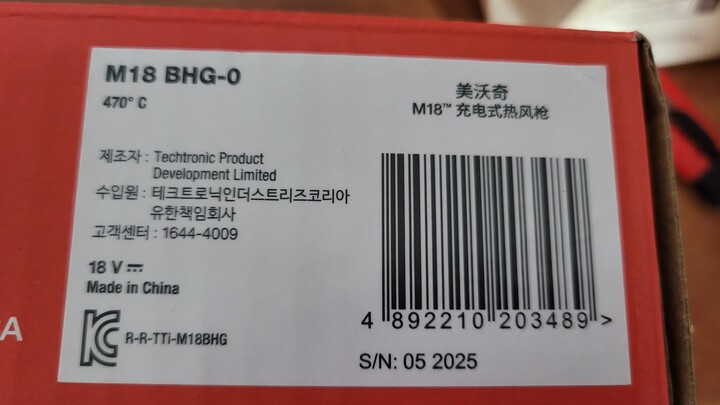 M18 BHG-0
470° C
美沃奇
M18™ 充电式热风枪
제조자 : Techtronic Product
Development Limited
수입원 : 테크트로닉인더스트리즈코리아
유한책임회사
고객센터 : 1644-4009
18 V
Made in China
R-R-TTi-M18BHG
4 892210 203489 >
S/N: 05 2025